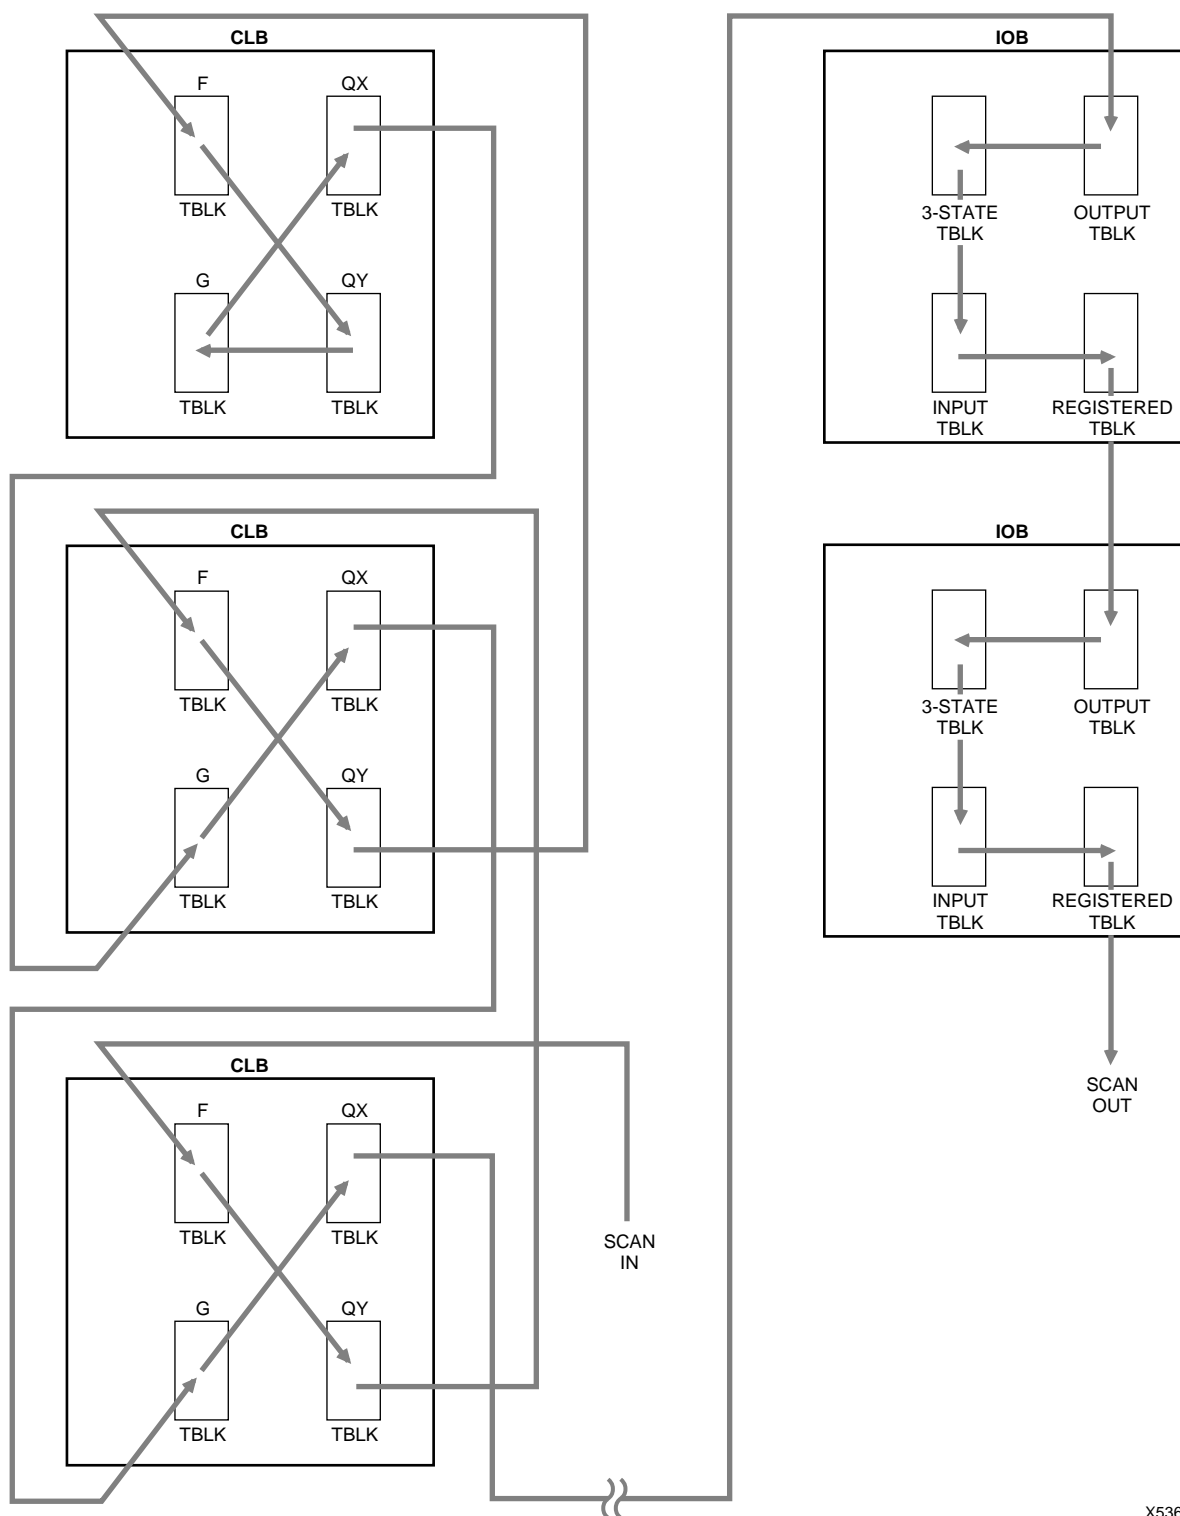 CLB
F
QX
TBLK
TBLK
G
QY
TBLK
TBLK
CLB
F
QX
TBLK
TBLK
G
QY
TBLK
TBLK
CLB
F
QX
TBLK
TBLK
G
QY
TBLK
TBLK
SCAN
IN
IOB
3-STATE
TBLK
OUTPUT
TBLK
INPUT
TBLK
REGISTERED
TBLK
IOB
3-STATE
TBLK
OUTPUT
TBLK
INPUT
TBLK
REGISTERED
TBLK
SCAN
OUT
X536